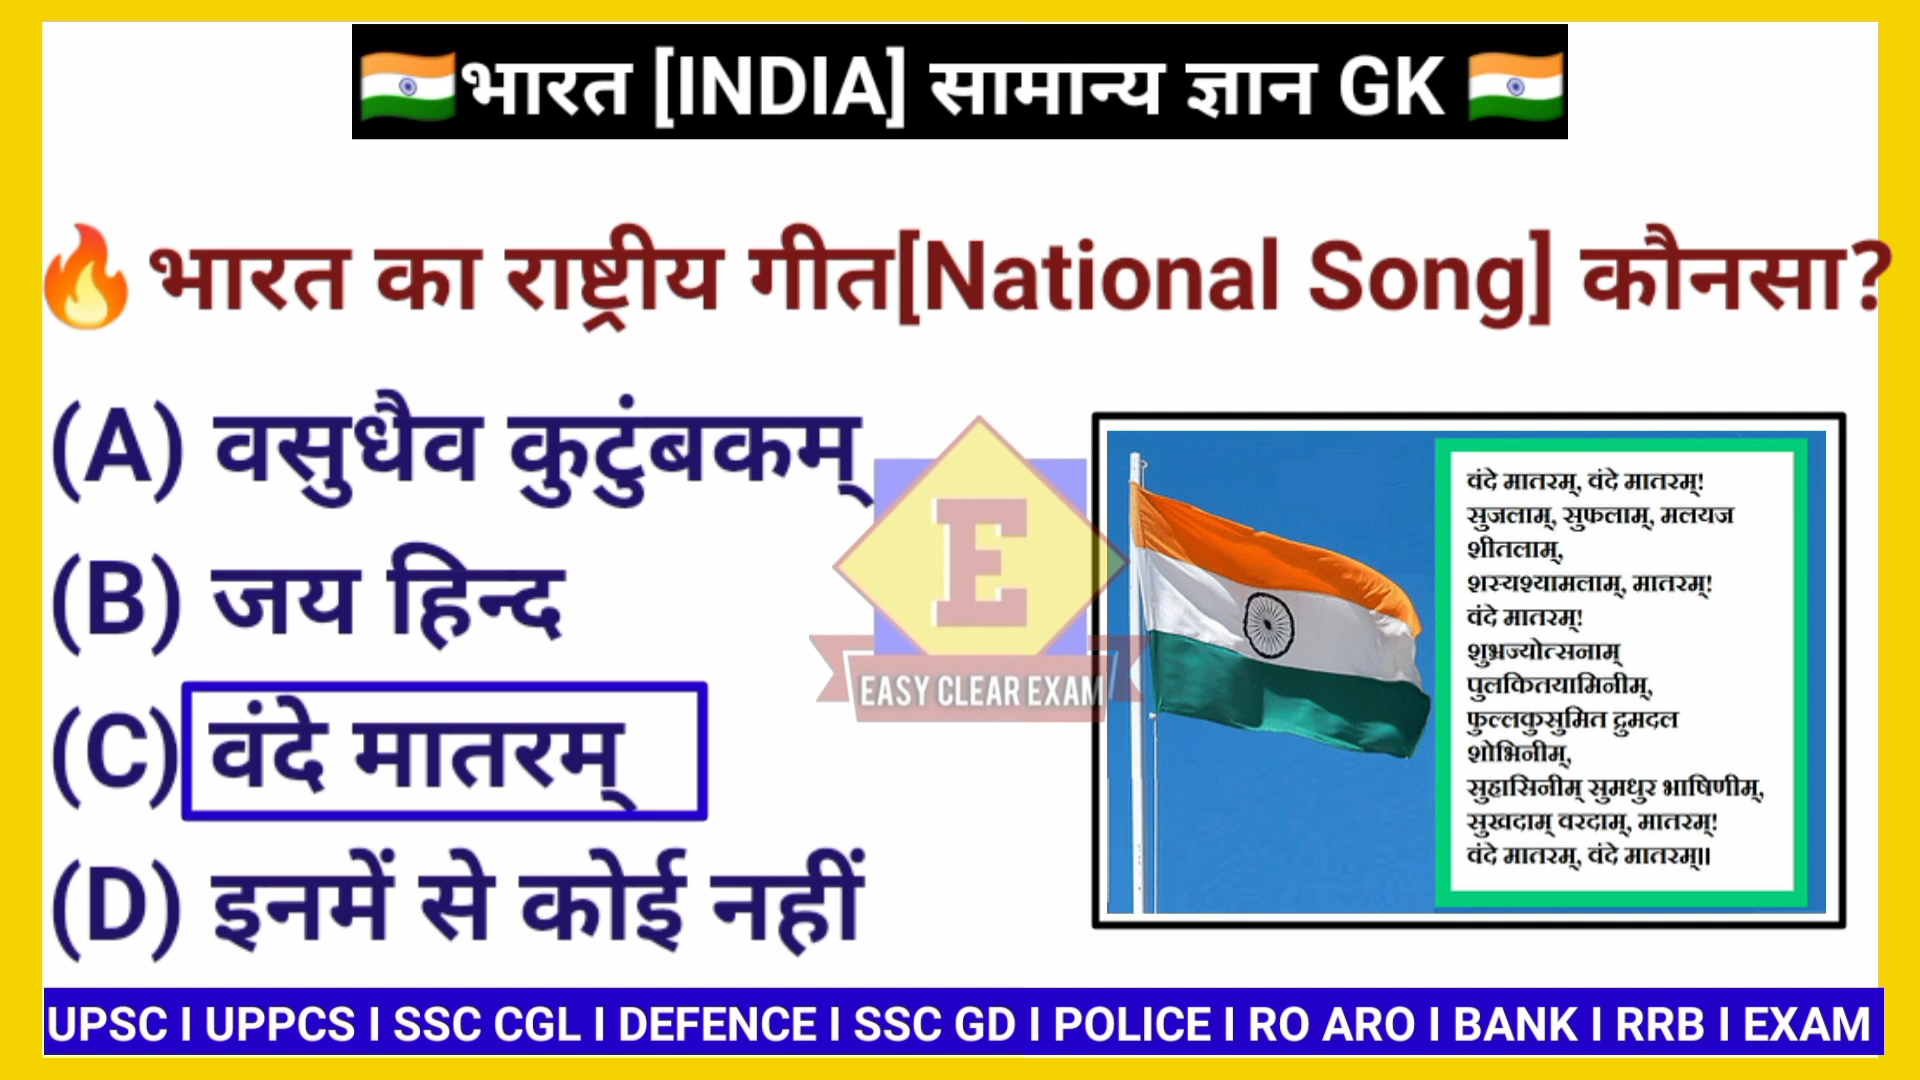 🇮🇳भारत [INDIA] सामान्य ज्ञान GK 🇮🇳
🔥भारत का राष्ट्रीय गीत[National Song] कौनसा?
(A) वसुधैव कुटुंबकम्
(B) जय हिन्द
(C) वंदे मातरम्
(D) इनमें से कोई नहीं
E
EASY CLEAR EXAM
वंदे मातरम्, वंदे मातरम्!
सुजलाम्, सुफलाम्, मलयज
शीतलाम्,
शस्यश्यामलाम्, मातरम्!
वंदे मातरम्!
शुभ्रज्योत्सनाम्
पुलकितयामिनीम्,
फुल्लकुसुमित द्रुमदल
शोभिनीम्,
सुहासिनीम् सुमधुर भाषिणीम्,
सुखदाम् वरदाम्, मातरम्!
वंदे मातरम्, वंदे मातरम्॥
UPSC I UPPCS I SSC CGL I DEFENCE I SSC GD I POLICE I RO ARO I BANK I RRB I EXAM